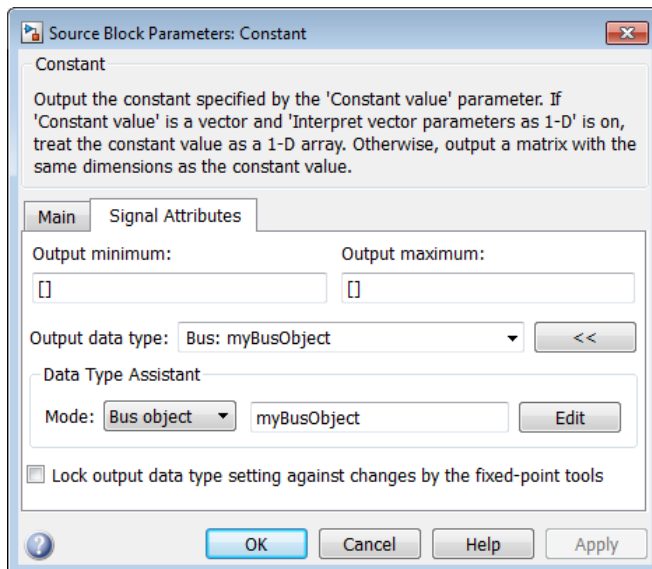 Source Block Parameters: Constant
Constant
Output the constant specified by the 'Constant value' parameter. If
'Constant value' is a vector and 'Interpret vector parameters as 1-D' is on,
treat the constant value as a 1-D array. Otherwise, output a matrix with the
same dimensions as the constant value.
Main Signal Attributes
Output minimum: Output maximum:
[] []
Output data type: Bus: myBusObject <<
Data Type Assistant
Mode: Bus object myBusObject Edit
Lock output data type setting against changes by the fixed-point tools
? OK Cancel Help Apply